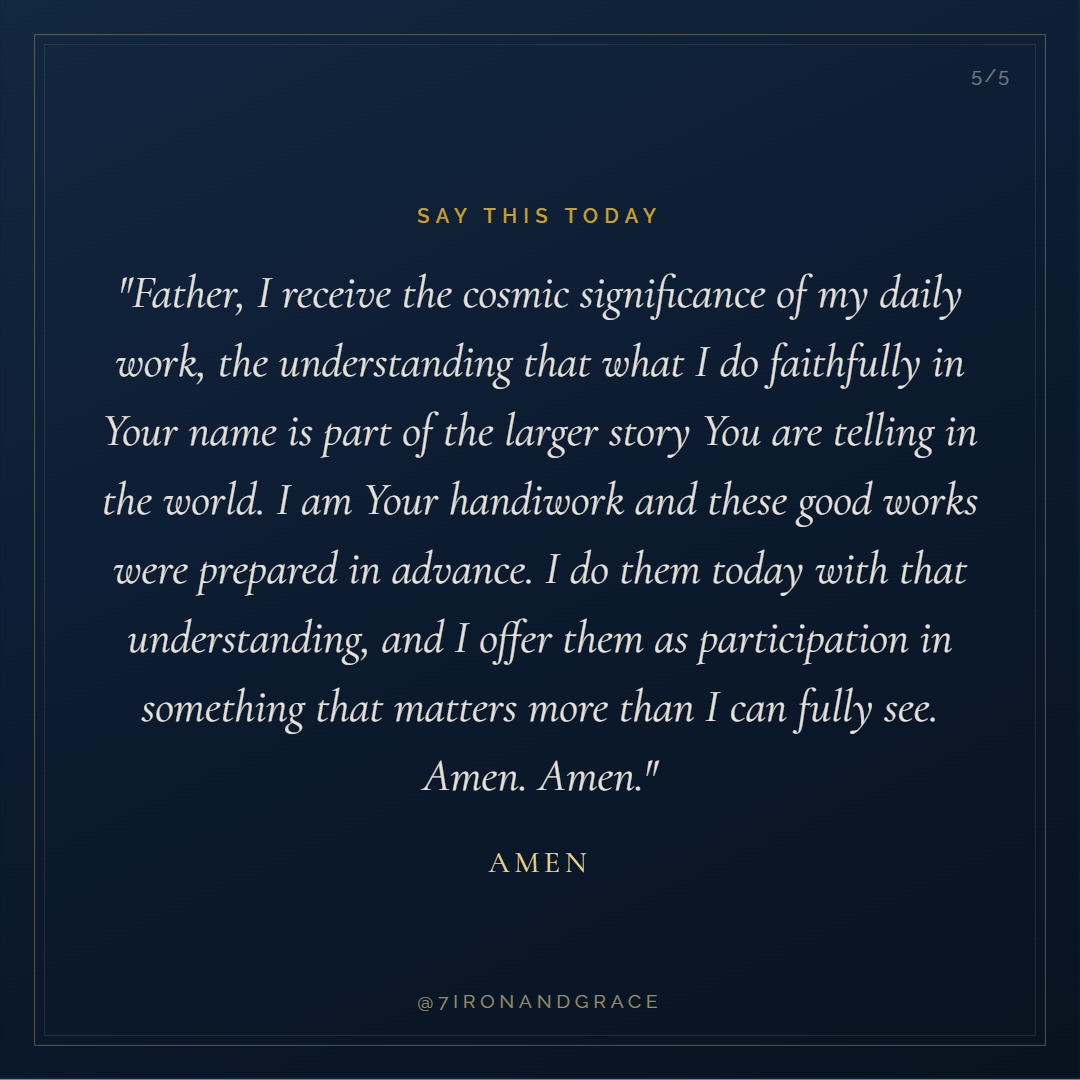 5/5
SAY THIS TODAY
"Father, I receive the cosmic significance of my daily
work, the understanding that what I do faithfully in
Your name is part of the larger story You are telling in
the world. I am Your handiwork and these good works
were prepared in advance. I do them today with that
understanding, and I offer them as participation in
something that matters more than I can fully see.
Amen. Amen."
AMEN
@7IRONANDGRACE